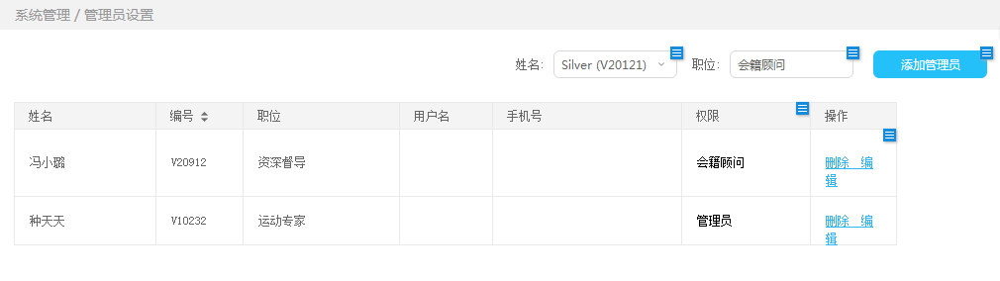 系统管理 / 管理员设置
姓名: Silver (V20121) 职位: 会籍顾问 添加管理员
姓名 编号 职位 用户名 手机号 权限 操作
冯小璐 V20912 资深督导 会籍顾问 删除 编
辑
种天天 V10232 运动专家 管理员 删除 编
辑